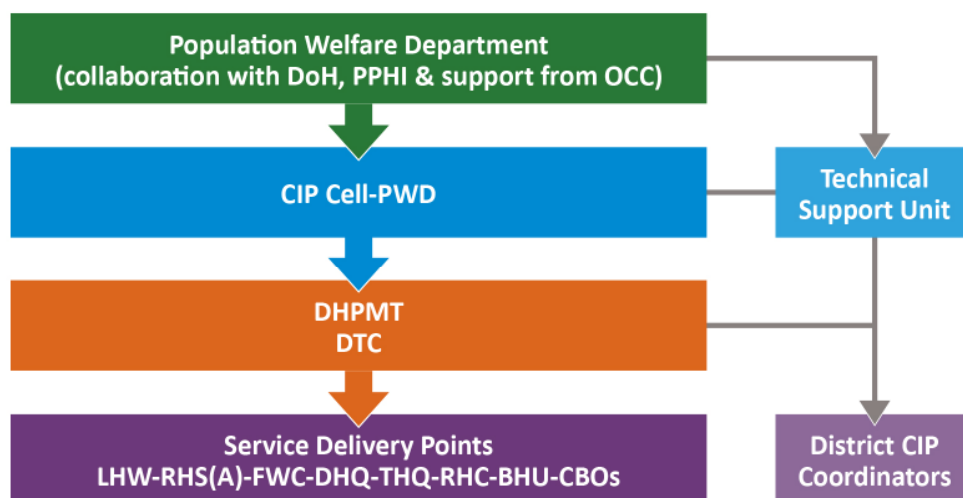 Population Welfare Department
(collaboration with DoH, PPHI & support from OCC)
CIP Cell-PWD
Technical
Support Unit
DHPMT
DTC
Service Delivery Points
LHW-RHS(A)-FWC-DHQ-THQ-RHC-BHU-CBOs
District CIP
Coordinators